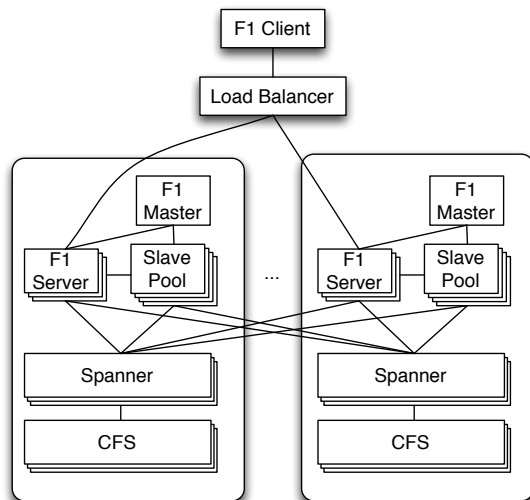 F1 Client
Load Balancer
F1
Master
F1
Server
Slave
Pool
Spanner
CFS
...
F1
Master
F1
Server
Slave
Pool
Spanner
CFS